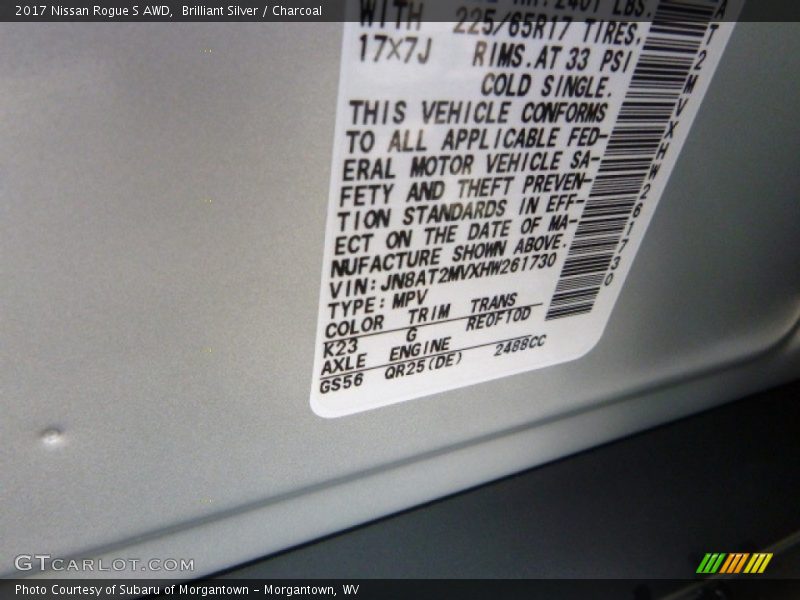 2017 Nissan Rogue S AWD, Brilliant Silver / Charcoal
2401 LBS.
WITH 225/65R17 TIRES.
17X7J RIMS.AT 33 PSI
COLD SINGLE.
THIS VEHICLE CONFORMS
TO ALL APPLICABLE FED-
ERAL MOTOR VEHICLE SA-
FETY AND THEFT PREVEN-
TION STANDARDS IN EFF-
ECT ON THE DATE OF MA-
NUFACTURE SHOWN ABOVE.
VIN:JN8AT2MVXHW261730
TYPE:MPV
COLOR TRIM TRANS
K23 G RE0F10D
AXLE ENGINE
GS56 QR25(DE) 2488CC
AT2MVXHW261730
GTCARLOT.COM
Photo Courtesy of Subaru of Morgantown - Morgantown, WV